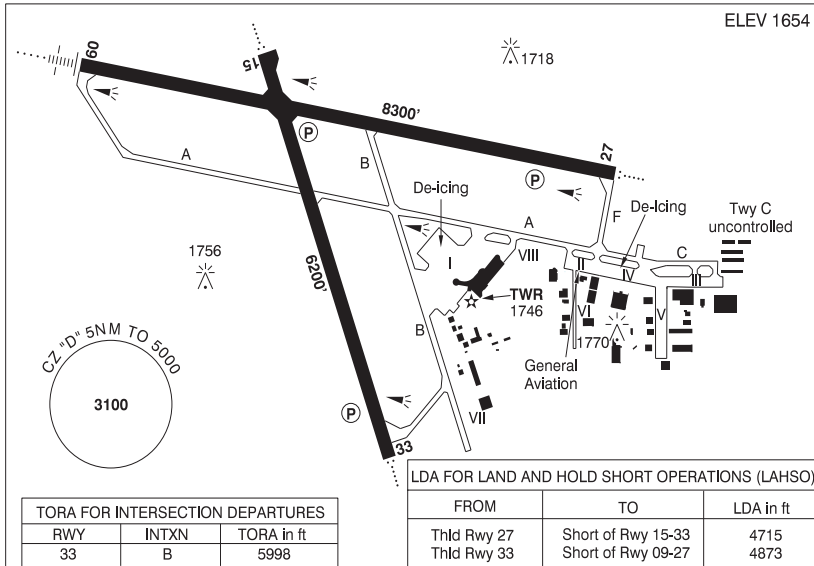 ELEV 1654
15
09
1718
8300'
P
27
P
A
B
De-icing
A
F
De-icing
Twy C
uncontrolled
1756
I
VIII
II
IV
C
III
6200'
TWR
1746
VI
V
B
1770
CZ "D" 5NM TO 5000
3100
General
Aviation
P
VII
33
LDA FOR LAND AND HOLD SHORT OPERATIONS (LAHSO)
FROM TO LDA in ft
Thld Rwy 27 Short of Rwy 15-33 4715
Thld Rwy 33 Short of Rwy 09-27 4873
TORA FOR INTERSECTION DEPARTURES
RWY INTXN TORA in ft
33 B 5998